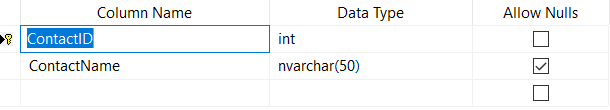 Column Name Data Type Allow Nulls
ContactID int
ContactName nvarchar(50)